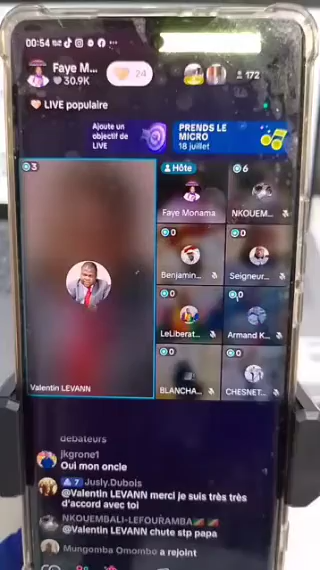 00:54
Faye M...
24
30.9K
172
LIVE populaire
Ajoute un
objectif de
LIVE
PRENDS LE
MICRO
18 juillet
3
Hôte
6
Faye Monama
NKOUEM...
0
0
Benjamin...
Seigneur...
0
0
LeLiberat...
Armand K...
0
0
Valentin LEVANN
BLANCHA...
CHESNET...
debateurs
jkgrone1
Oui mon oncle
7 Jusly.Dubois
@Valentin LEVANN merci je suis très très
d'accord avec toi
NKOUEMBALI-LEFOURAMBA
@Valentin LEVANN chute stp papa
Mungomba Omombo a rejoint